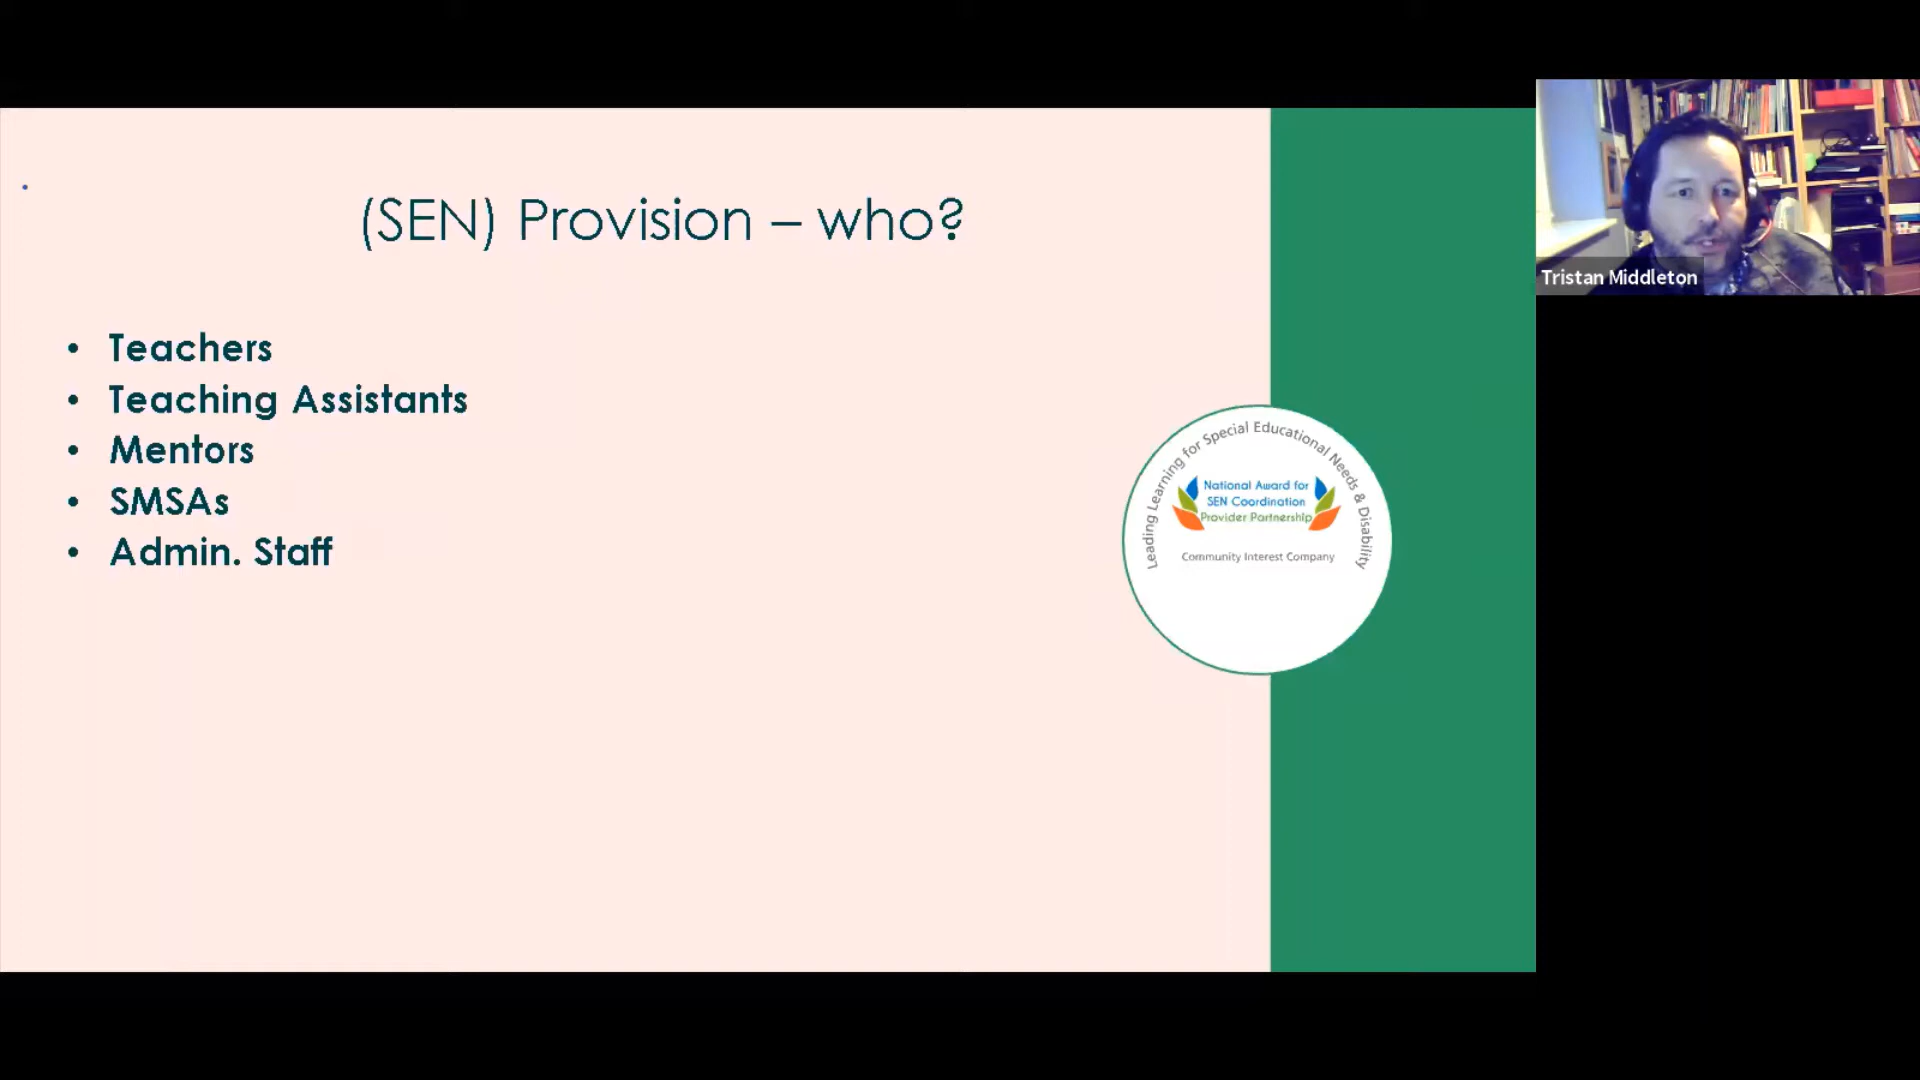 (SEN) Provision – who?
• Teachers
• Teaching Assistants
• Mentors
• SMSAs
• Admin. Staff
Leading Learning for Special Educational Needs & Disability
National Award for
SEN Coordination
Provider Partnership
Community Interest Company
Tristan Middleton